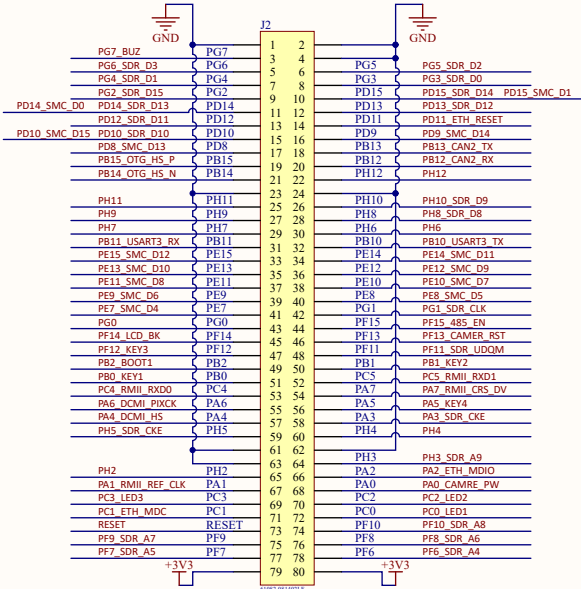 GND GND
J2
1 2
PG7_BUZ PG7 3 4
PG6_SDR_D3 PG6 5 6 PG5 PG5_SDR_D2
PG4_SDR_D1 PG4 7 8 PG3 PG3_SDR_D0
PG2_SDR_D15 PG2 9 10 PD15 PD15_SDR_D14 PD15_SMC_D1
PD14_SMC_D0 PD14_SDR_D13 PD14 11 12 PD13 PD13_SDR_D12
PD12_SDR_D11 PD12 13 14 PD11 PD11_ETH_RESET
PD10_SMC_D15 PD10_SDR_D10 PD10 15 16 PD9 PD9_SMC_D14
PD8_SMC_D13 PD8 17 18 PB13 PB13_CAN2_TX
PB15_OTG_HS_P PB15 19 20 PB12 PB12_CAN2_RX
PB14_OTG_HS_N PB14 21 22 PH12 PH12
23 24
PH11 PH11 25 26 PH10 PH10_SDR_D9
PH9 PH9 27 28 PH8 PH8_SDR_D8
PH7 PH7 29 30 PH6 PH6
PB11_USART3_RX PB11 31 32 PB10 PB10_USART3_TX
PE15_SMC_D12 PE15 33 34 PE14 PE14_SMC_D11
PE13_SMC_D10 PE13 35 36 PE12 PE12_SMC_D9
PE11_SMC_D8 PE11 37 38 PE10 PE10_SMC_D7
PE9_SMC_D6 PE9 39 40 PE8 PE8_SMC_D5
PE7_SMC_D4 PE7 41 42 PG1 PG1_SDR_CLK
PG0 PG0 43 44 PF15 PF15_485_EN
PF14_LCD_BK PF14 45 46 PF13 PF13_CAMER_RST
PF12_KEY3 PF12 47 48 PF11 PF11_SDR_UDQM
PB2_BOOT1 PB2 49 50 PB1 PB1_KEY2
PB0_KEY1 PB0 51 52 PC5 PC5_RMII_RXD1
PC4_RMII_RXD0 PC4 53 54 PA7 PA7_RMII_CRS_DV
PA6_DCMI_PIXCK PA6 55 56 PA5 PA5_KEY4
PA4_DCMI_HS PA4 57 58 PA3 PA3_SDR_CKE
PH5_SDR_CKE PH5 59 60 PH4 PH4
61 62
63 64 PH3 PH3_SDR_A9
PH2 PH2 65 66 PA2 PA2_ETH_MDIO
PA1_RMII_REF_CLK PA1 67 68 PA0 PA0_CAMRE_PW
PC3_LED3 PC3 69 70 PC2 PC2_LED2
PC1_ETH_MDC PC1 71 72 PC0 PC0_LED1
RESET RESET 73 74 PF10 PF10_SDR_A8
PF9_SDR_A7 PF9 75 76 PF8 PF8_SDR_A6
PF7_SDR_A5 PF7 77 78 PF6 PF6_SDR_A4
+3V3 79 80 +3V3